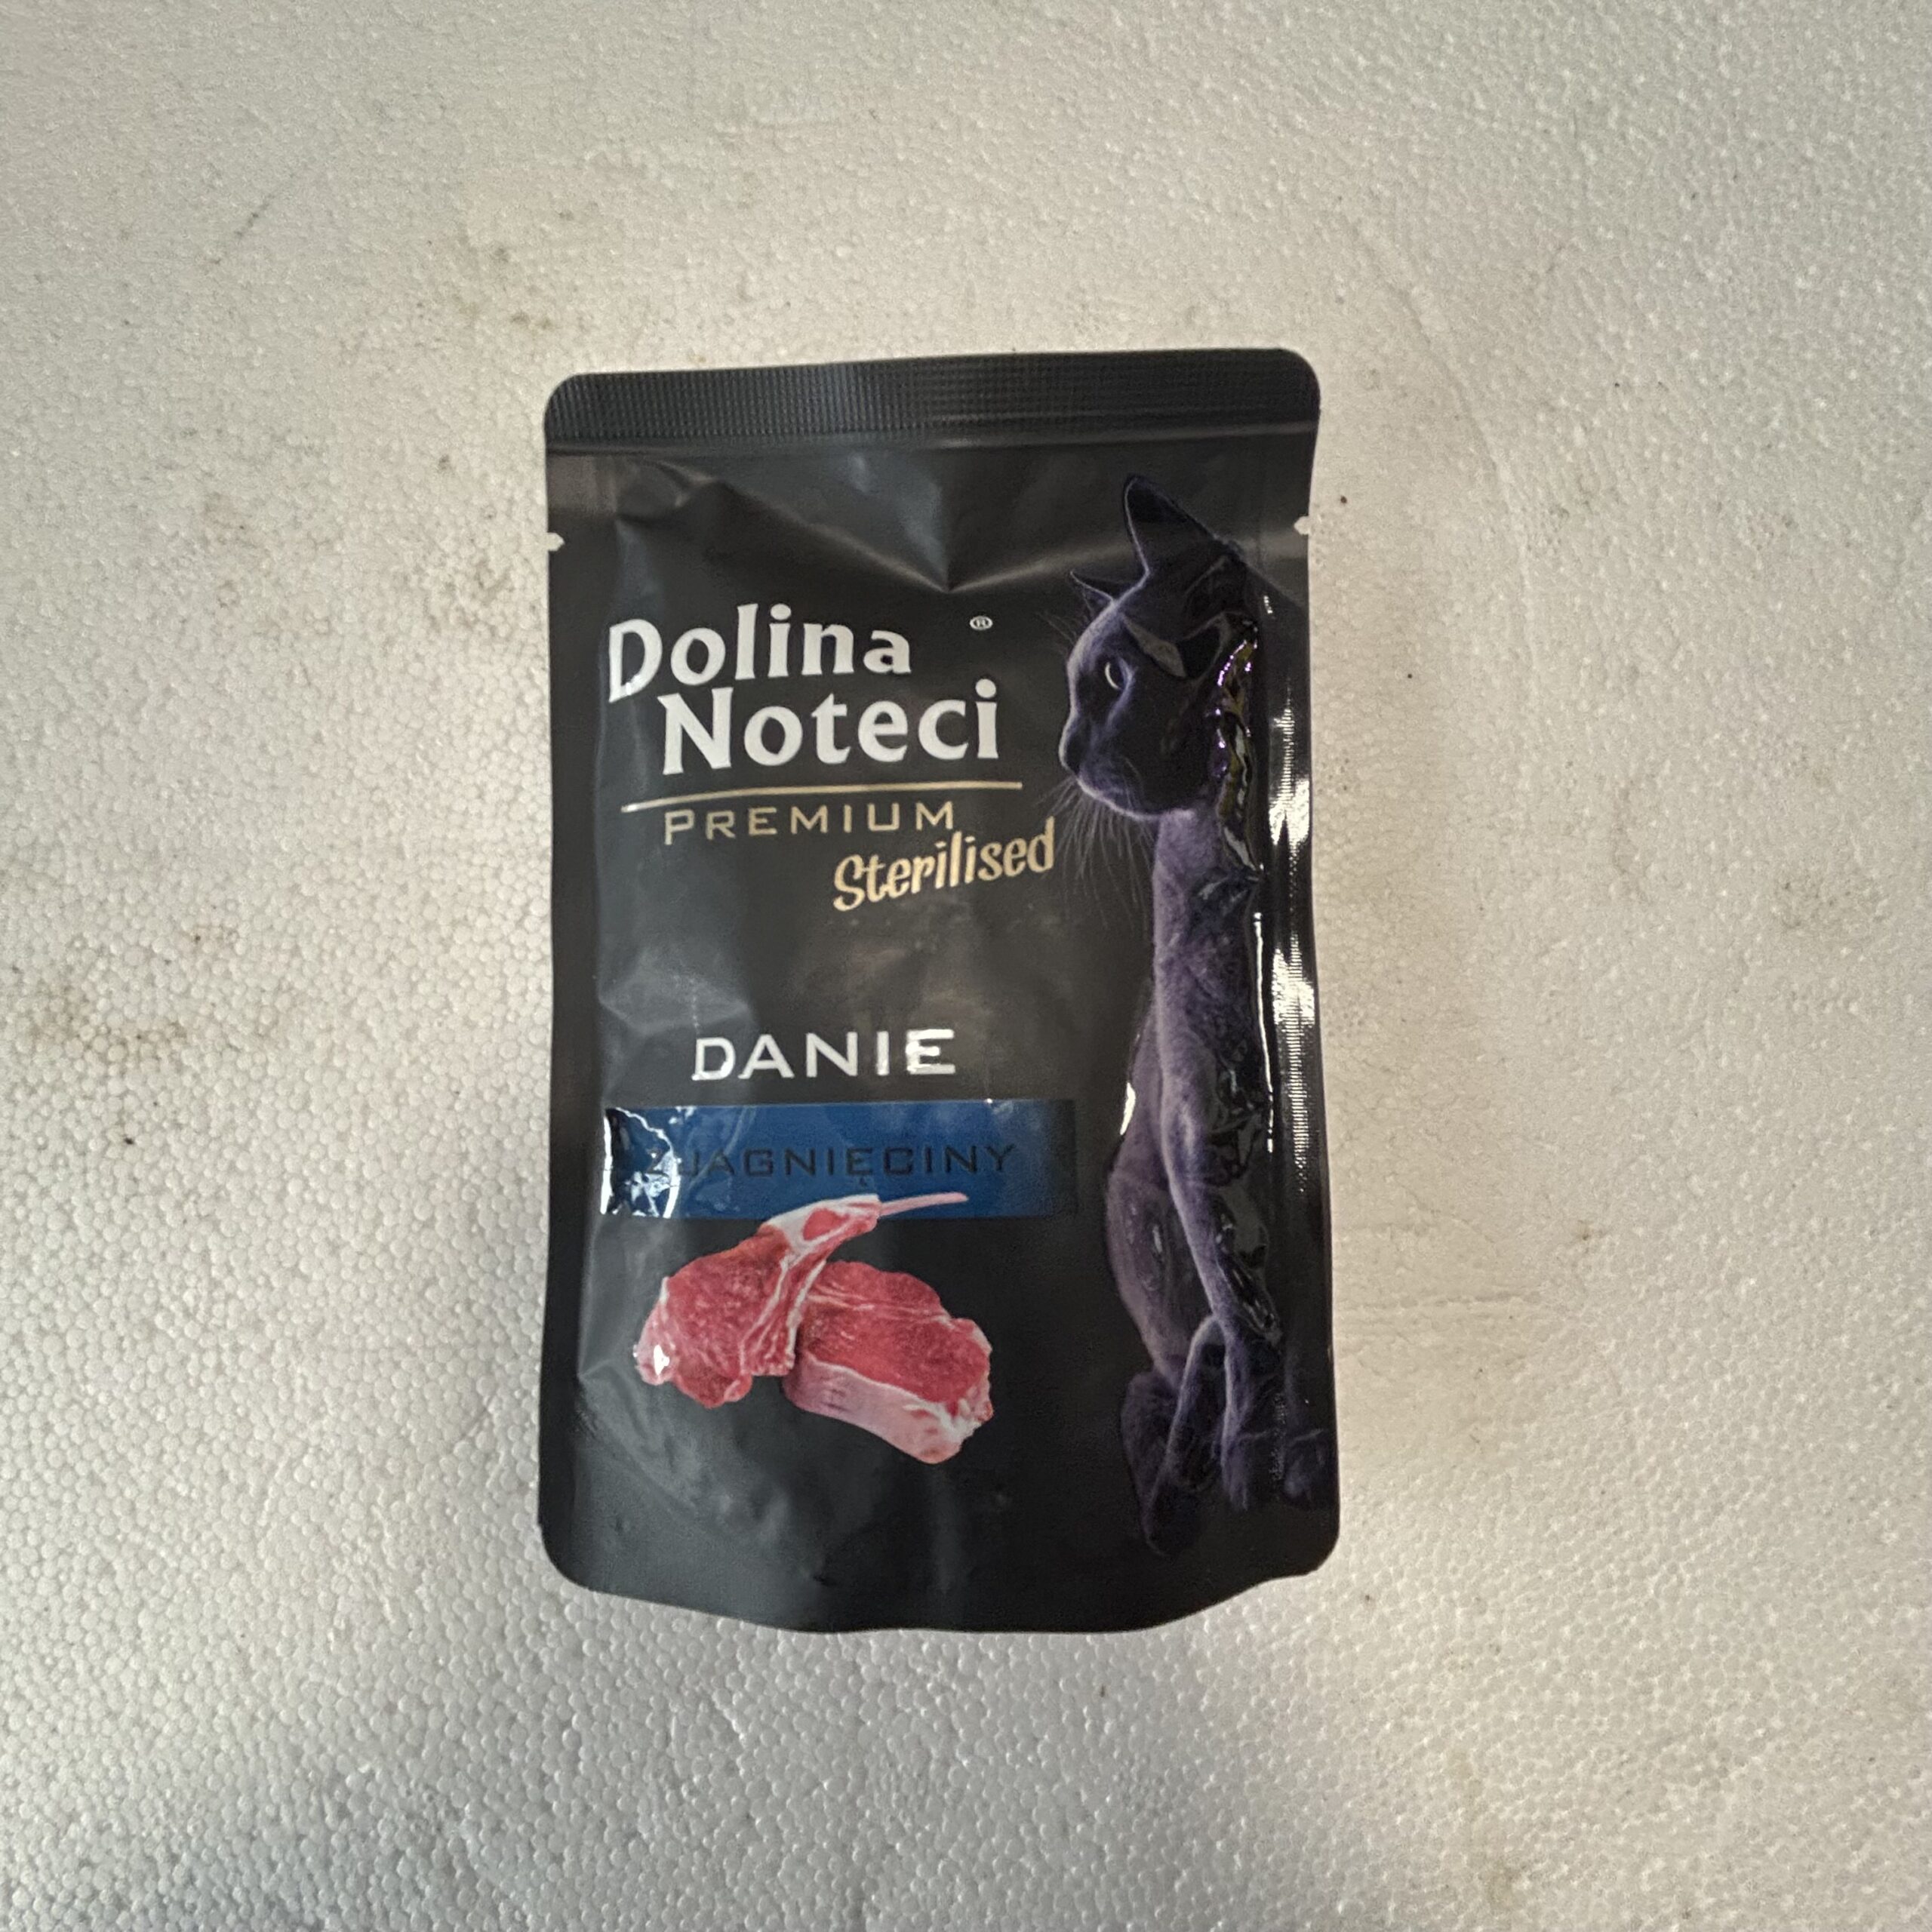 Dolina ®
Noteci
PREMIUM
Sterilised
DANIE
Z JAGNIĘCINY